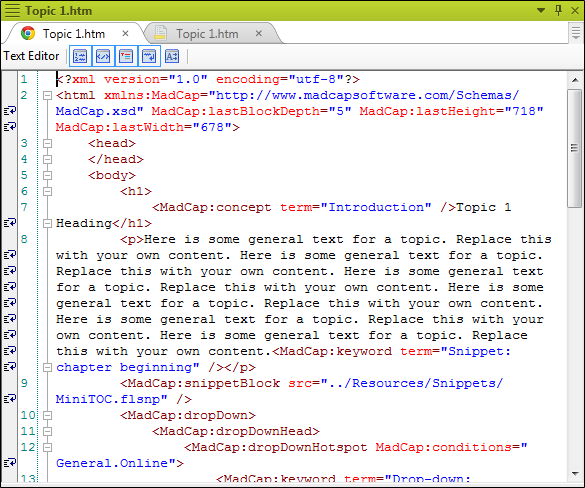 Topic 1.htm
Topic 1.htm
Topic 1.htm
Text Editor
1 <?xml version="1.0" encoding="utf-8"?>
2 <html xmlns:MadCap="http://www.madcapsoftware.com/Schemas/
MadCap.xsd" MadCap:lastBlockDepth="5" MadCap:lastHeight="718"
MadCap:lastWidth="678">
3 <head>
4 </head>
5 <body>
6 <h1>
7 <MadCap:concept term="Introduction" />Topic 1
Heading</h1>
8 <p>Here is some general text for a topic. Replace this
with your own content. Here is some general text for a topic.
Replace this with your own content. Here is some general text
for a topic. Replace this with your own content. Here is some
general text for a topic. Replace this with your own content.
Here is some general text for a topic. Replace this with your
own content. Here is some general text for a topic. Replace
this with your own content.<MadCap:keyword term="Snippet:
chapter beginning" /></p>
9 <MadCap:snippetBlock src="../Resources/Snippets/
MiniTOC.flsnp" />
10 <MadCap:dropDown>
11 <MadCap:dropDownHead>
12 <MadCap:dropDownHotspot MadCap:conditions="
General.Online">
13 <MadCap:keyword term="Drop-down: